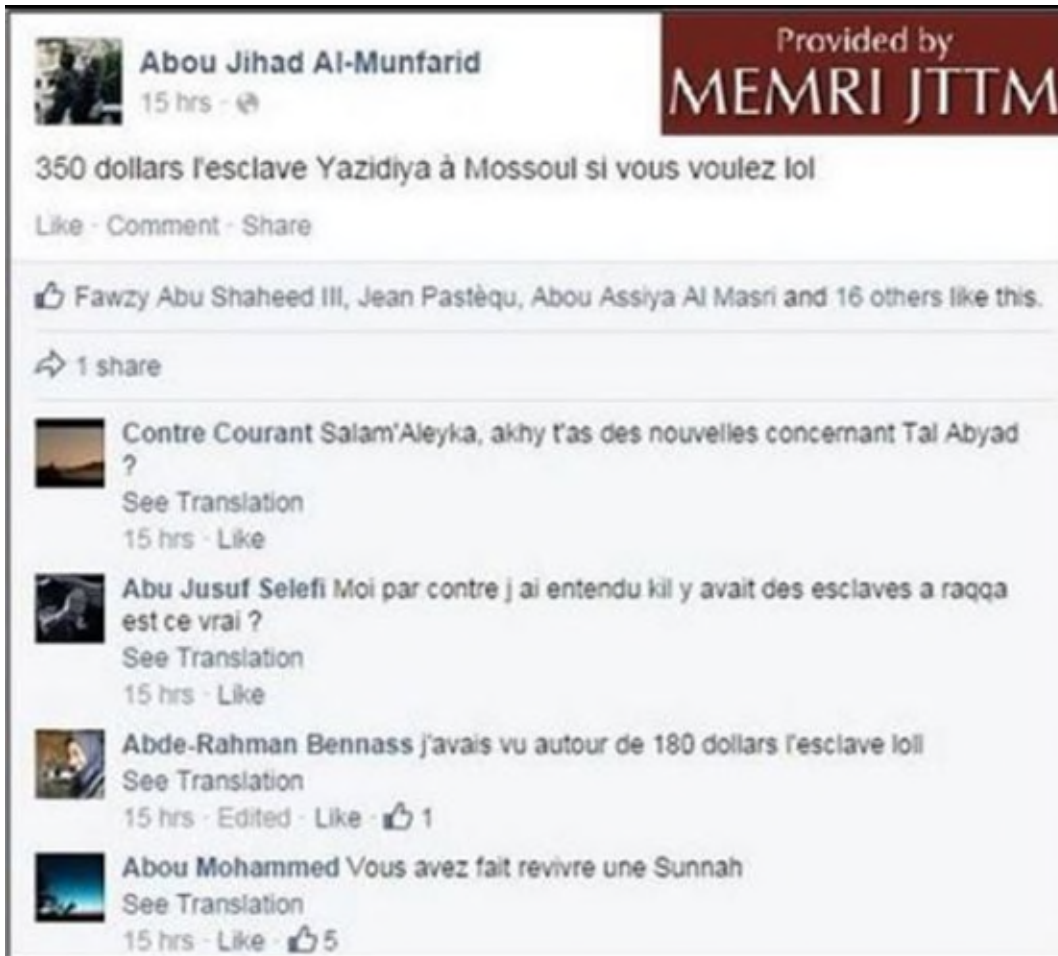 Abou Jihad Al-Munfarid
15 hrs ·
Provided by
MEMRI JTTM
350 dollars l'esclave Yazidiya à Mossoul si vous voulez lol
Like · Comment · Share
Fawzy Abu Shaheed III, Jean Pastèqu, Abou Assiya Al Masri and 16 others like this.
1 share
Contre Courant Salam'Aleyka, akhy t'as des nouvelles concernant Tal Abyad
?
See Translation
15 hrs · Like
Abu Jusuf Selefi Moi par contre j ai entendu kil y avait des esclaves a raqqa
est ce vrai ?
See Translation
15 hrs · Like
Abde-Rahman Bennass j'avais vu autour de 180 dollars l'esclave loll
See Translation
15 hrs · Edited · Like · 1
Abou Mohammed Vous avez fait revivre une Sunnah
See Translation
15 hrs · Like · 5